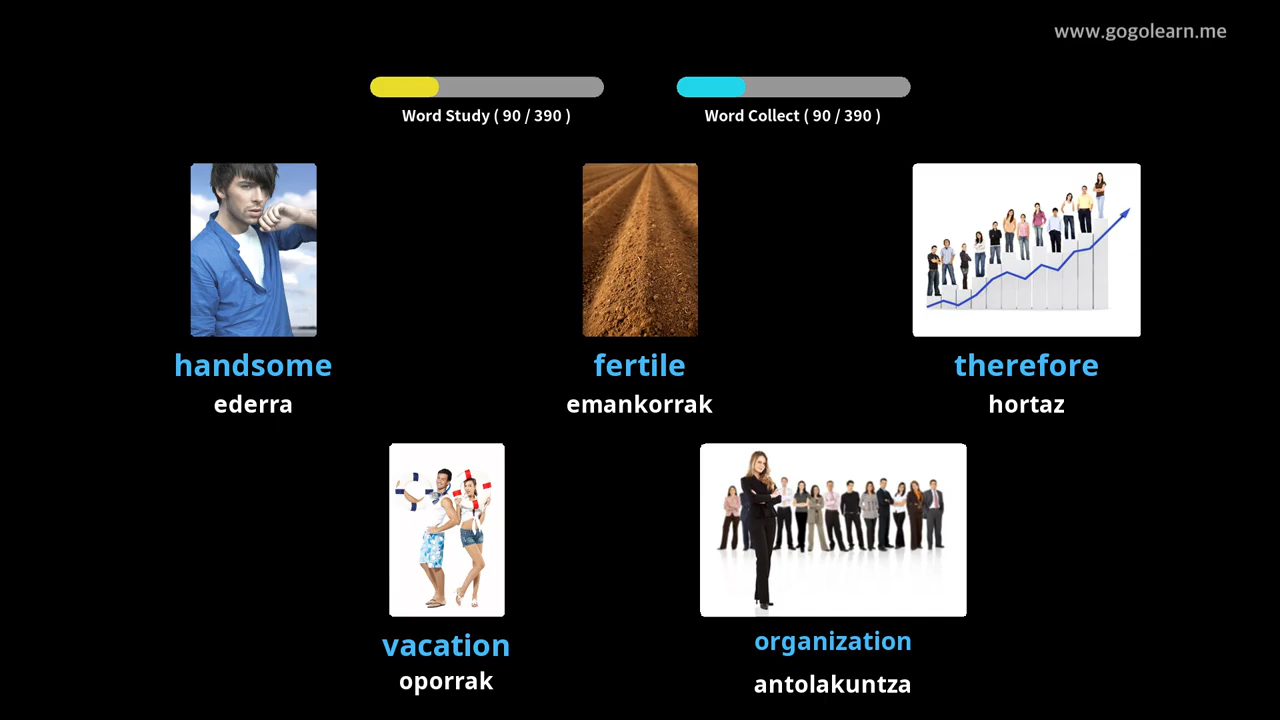 www.gogolearn.me
Word Study ( 90 / 390 )
Word Collect ( 90 / 390 )
handsome
ederra
fertile
emankorrak
therefore
hortaz
vacation
oporrak
organization
antolakuntza